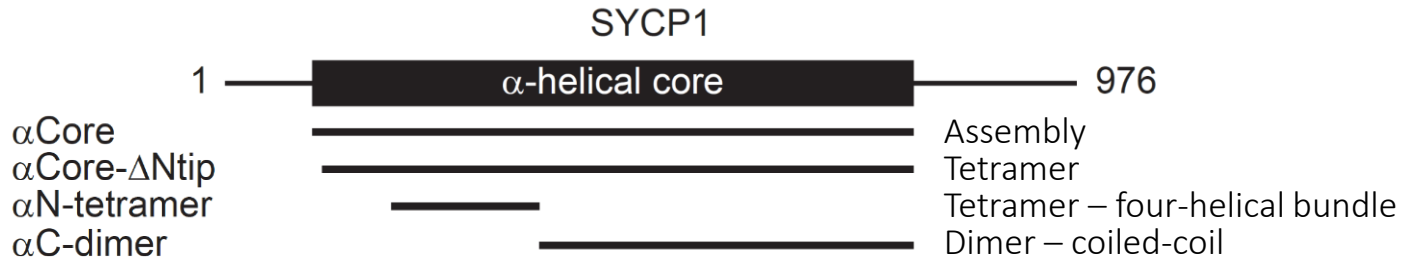 SYCP1
1 α-helical core 976
αCore Assembly
αCore-ΔNtip Tetramer
αN-tetramer Tetramer – four-helical bundle
αC-dimer Dimer – coiled-coil